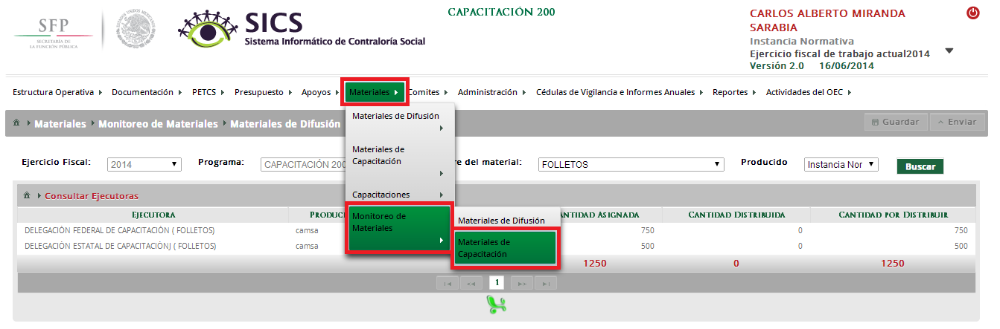 SFP
SECRETARÍA DE
LA FUNCIÓN PÚBLICA
ESTADOS UNIDOS MEXICANOS
SICS
Sistema Informático de Contraloría Social
CAPACITACIÓN 200
CARLOS ALBERTO MIRANDA
SARABIA
Instancia Normativa
Ejercicio fiscal de trabajo actual2014
Versión 2.0 16/06/2014
Estructura Operativa Documentación PETCS Presupuesto Apoyos Materiales Comites Administración Cédulas de Vigilancia e Informes Anuales Reportes Actividades del OEC
Materiales Monitoreo de Materiales Materiales de Difusión
Guardar Enviar
Materiales de Difusión
Materiales de
Capacitación
Capacitaciones
Monitoreo de
Materiales
Materiales de Difusión
Materiales de
Capacitación
Ejercicio Fiscal: 2014 Programa: CAPACITACIÓN 200 re del material: FOLLETOS Producido Instancia Nor Buscar
Consultar Ejecutoras
EJECUTORA PRODUC ANTIDAD ASIGNADA CANTIDAD DISTRIBUIDA CANTIDAD POR DISTRIBUIR
DELEGACIÓN FEDERAL DE CAPACITACIÓN ( FOLLETOS) camsa 750 0 750
DELEGACIÓN ESTATAL DE CAPACITACIÓNJ ( FOLLETOS) camsa 500 0 500
1250 0 1250
1